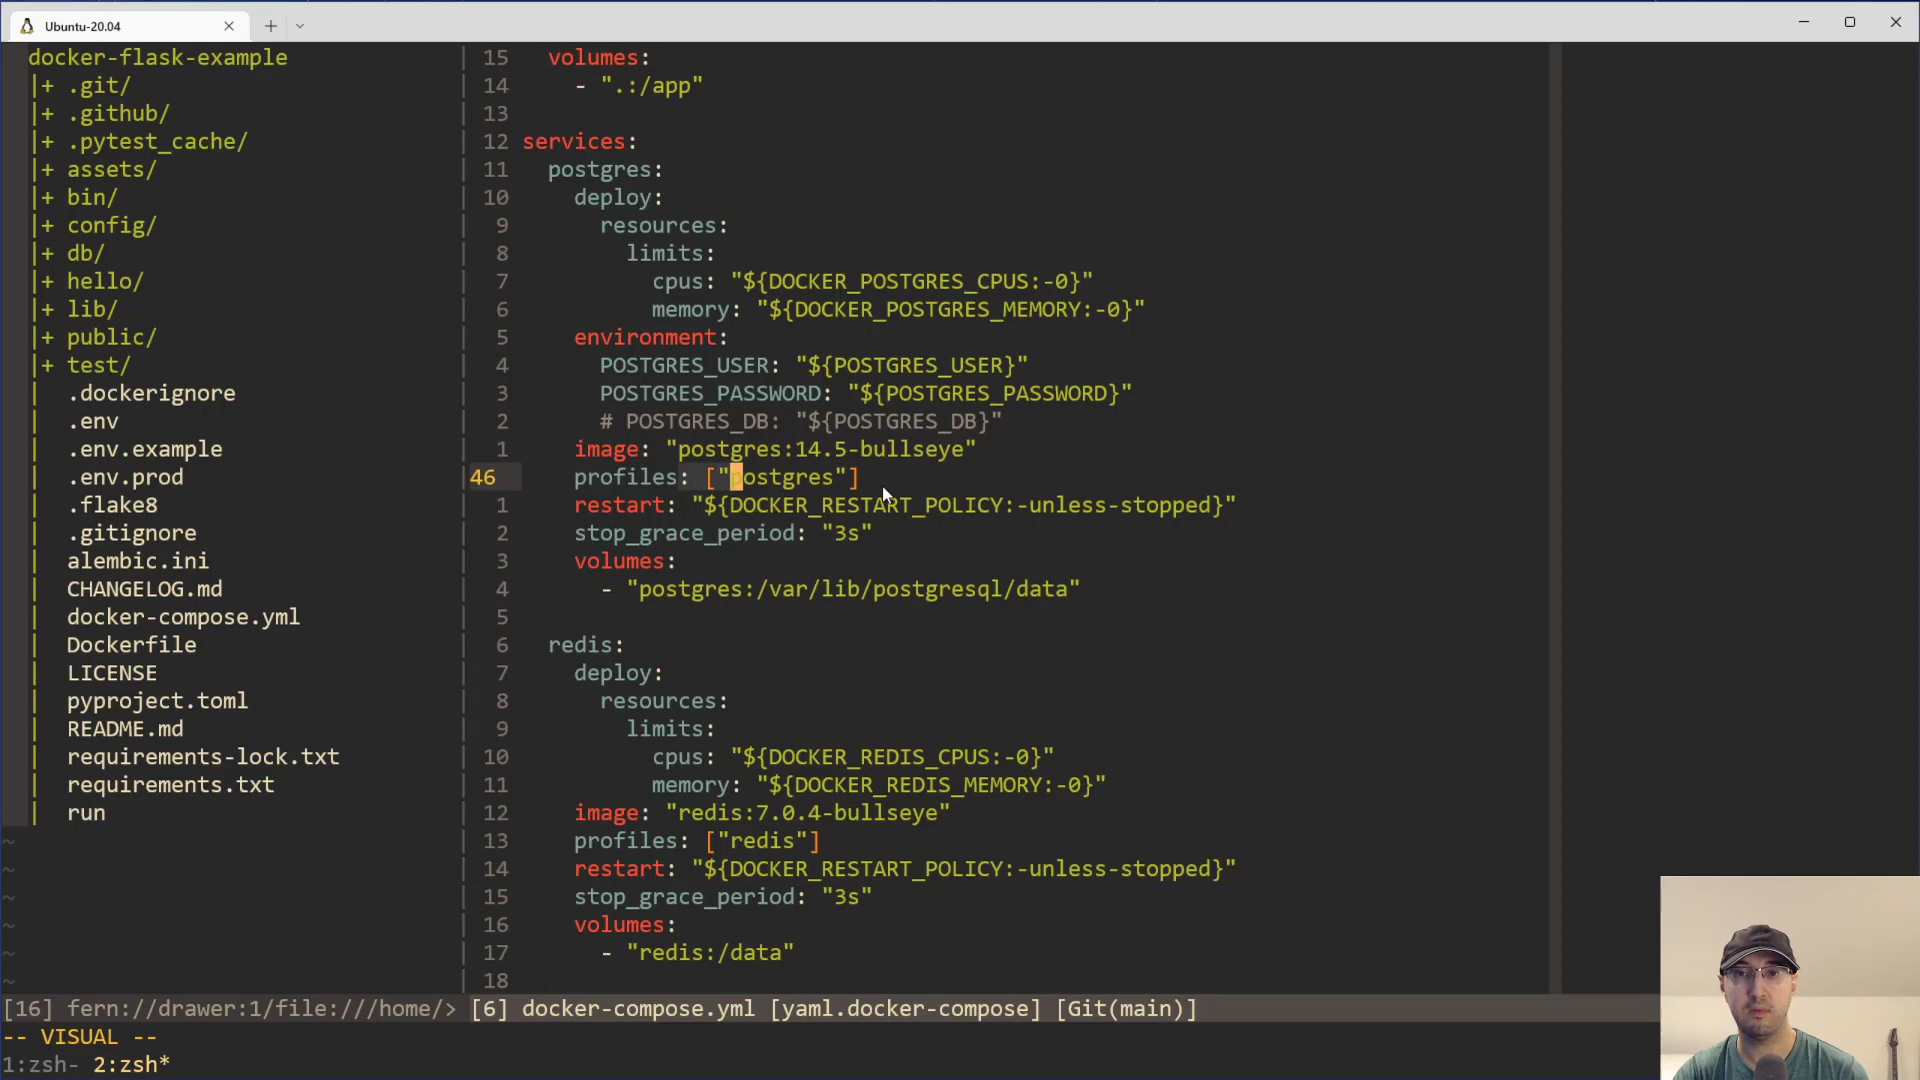 Ubuntu-20.04
docker-flask-example
|+ .git/
|+ .github/
|+ .pytest_cache/
|+ assets/
|+ bin/
|+ config/
|+ db/
|+ hello/
|+ lib/
|+ public/
|+ test/
| .dockerignore
| .env
| .env.example
| .env.prod
| .flake8
| .gitignore
| alembic.ini
| CHANGELOG.md
| docker-compose.yml
| Dockerfile
| LICENSE
| pyproject.toml
| README.md
| requirements-lock.txt
| requirements.txt
| run
~
~
~
~
~
~
15 volumes:
14 - ".:/app"
13
12 services:
11 postgres:
10 deploy:
9 resources:
8 limits:
7 cpus: "${DOCKER_POSTGRES_CPUS:-0}"
6 memory: "${DOCKER_POSTGRES_MEMORY:-0}"
5 environment:
4 POSTGRES_USER: "${POSTGRES_USER}"
3 POSTGRES_PASSWORD: "${POSTGRES_PASSWORD}"
2 # POSTGRES_DB: "${POSTGRES_DB}"
1 image: "postgres:14.5-bullseye"
46 profiles: ["postgres"]
1 restart: "${DOCKER_RESTART_POLICY:-unless-stopped}"
2 stop_grace_period: "3s"
3 volumes:
4 - "postgres:/var/lib/postgresql/data"
5
6 redis:
7 deploy:
8 resources:
9 limits:
10 cpus: "${DOCKER_REDIS_CPUS:-0}"
11 memory: "${DOCKER_REDIS_MEMORY:-0}"
12 image: "redis:7.0.4-bullseye"
13 profiles: ["redis"]
14 restart: "${DOCKER_RESTART_POLICY:-unless-stopped}"
15 stop_grace_period: "3s"
16 volumes:
17 - "redis:/data"
18
[16] fern://drawer:1/file:///home/> [6] docker-compose.yml [yaml.docker-compose] [Git(main)]
-- VISUAL --
1:zsh- 2:zsh*